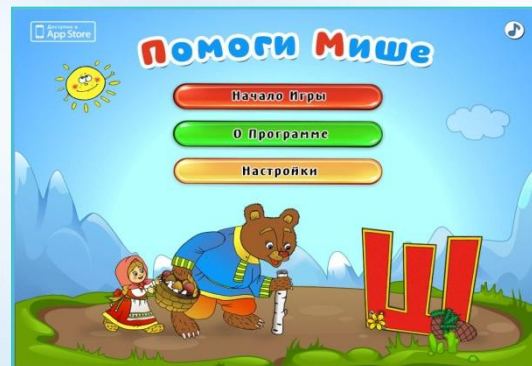 Доступно в
App Store
Помоги Мише
Начало Игры
О Программе
Настройки
Ш